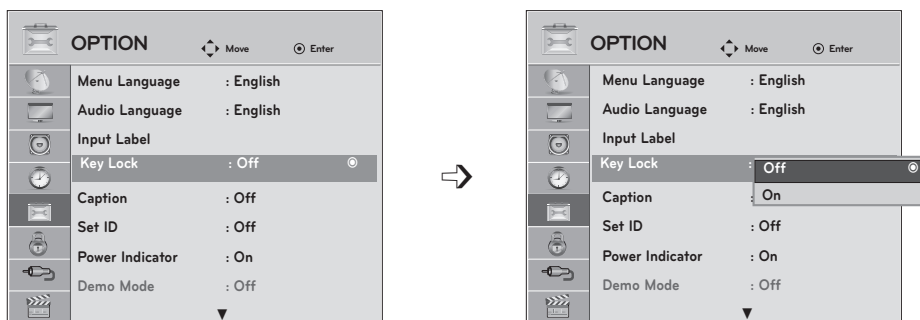 OPTION Move Enter
Menu Language : English
Audio Language : English
Input Label
Key Lock : Off
Caption : Off
Set ID : Off
Power Indicator : On
Demo Mode : Off
OPTION Move Enter
Menu Language : English
Audio Language : English
Input Label
Key Lock : Off
Caption : On
Set ID : Off
Power Indicator : On
Demo Mode : Off